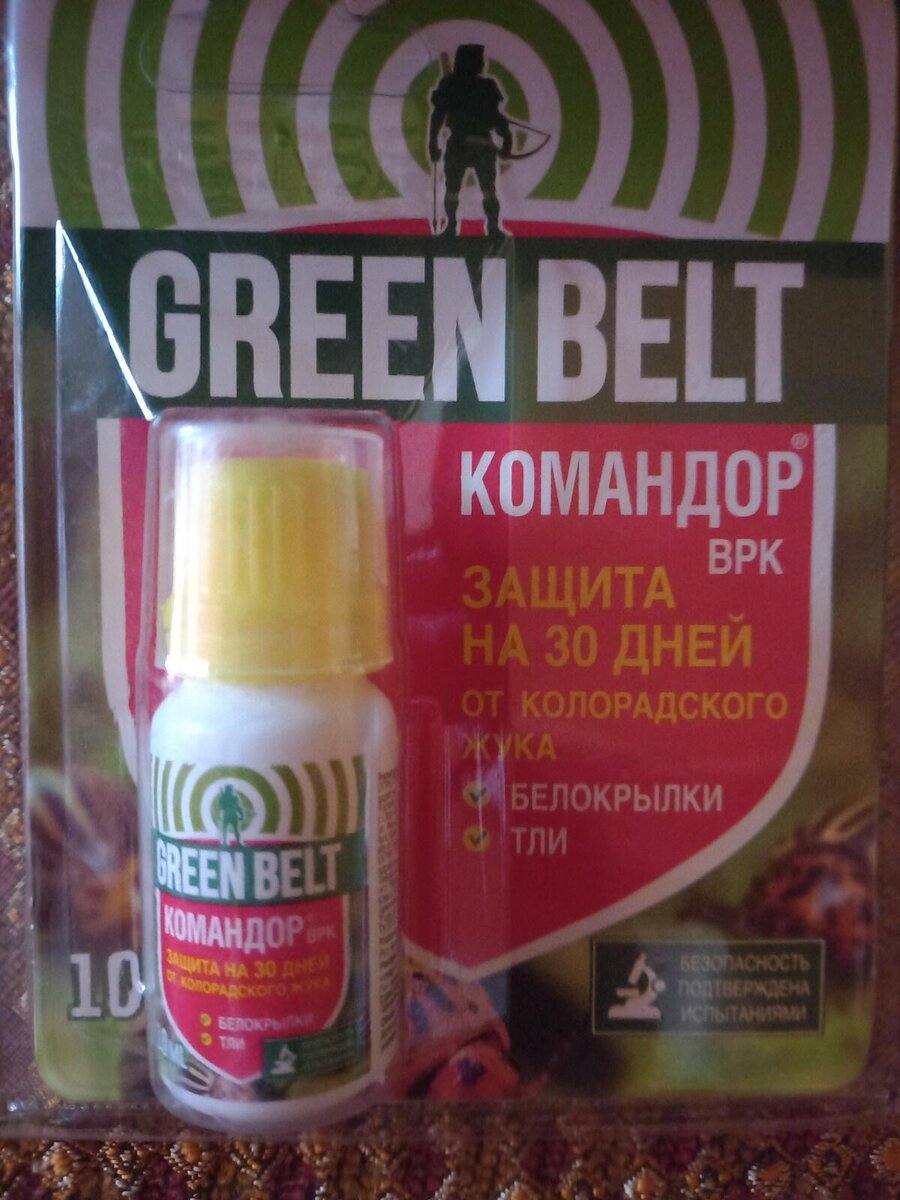 GREEN BELT
КОМАНДОР®
ВРК
ЗАЩИТА
НА 30 ДНЕЙ
ОТ КОЛОРАДСКОГО
ЖУКА
БЕЛОКРЫЛКИ
ТЛИ
GREEN BELT
КОМАНДОР
ВРК
ЗАЩИТА НА 30 ДНЕЙ
ОТ КОЛОРАДСКОГО ЖУКА
БЕЛОКРЫЛКИ
ТЛИ
10
БЕЗОПАСНОСТЬ
ПОДТВЕРЖДЕНА
ИСПЫТАНИЯМИ